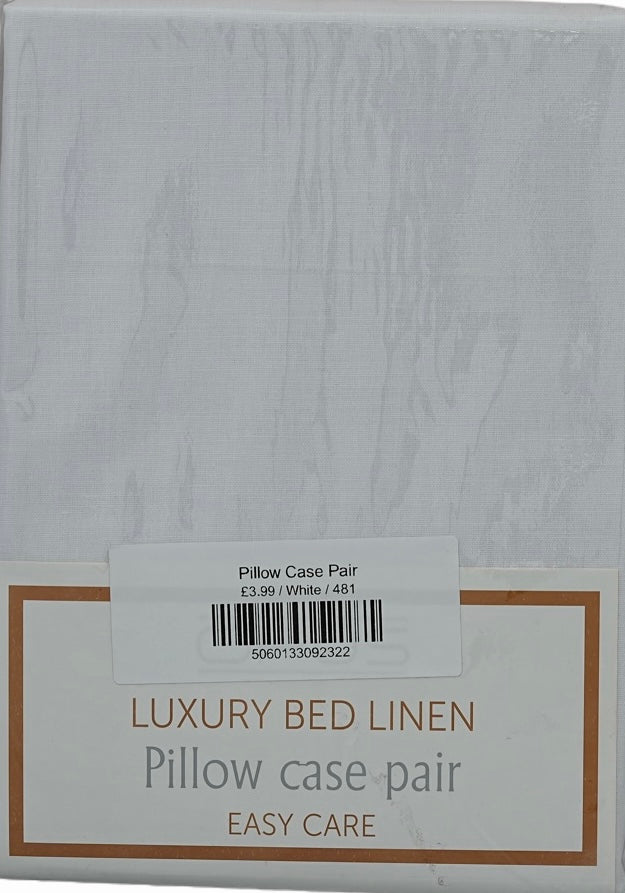 Pillow Case Pair
£3.99 / White / 481
5060133092322
LUXURY BED LINEN
Pillow case pair
EASY CARE